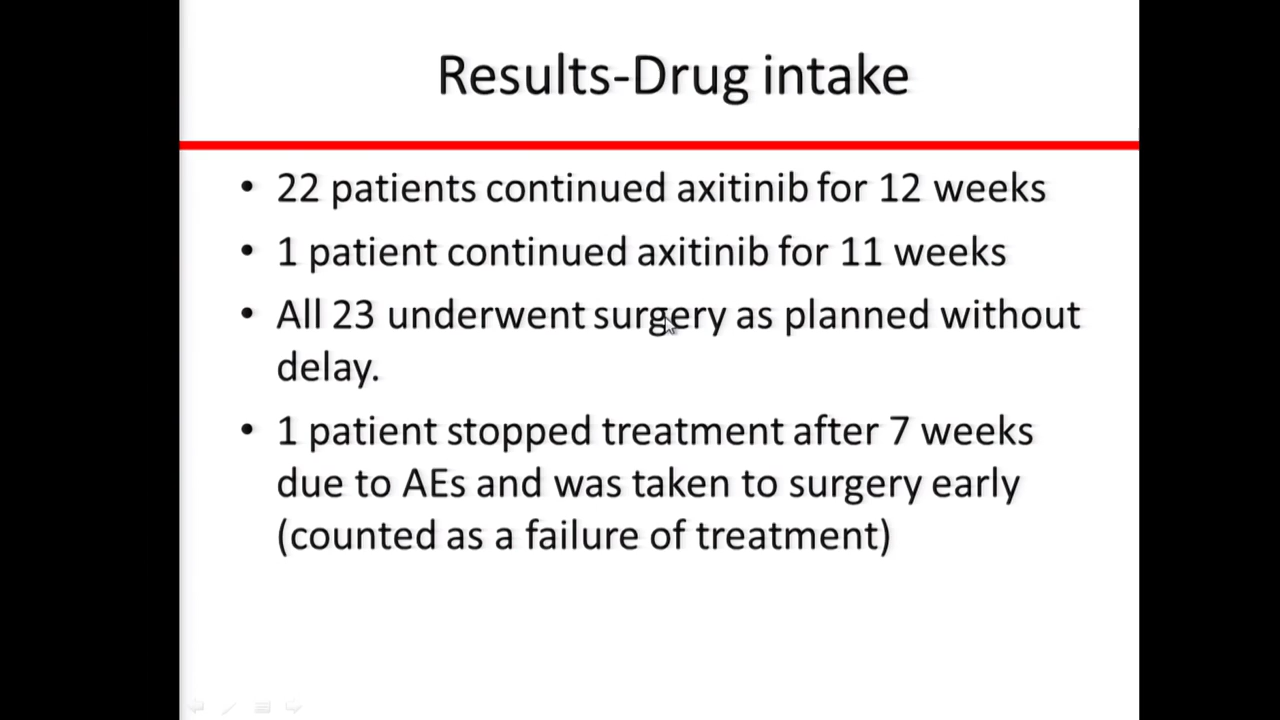 Results-Drug intake
• 22 patients continued axitinib for 12 weeks
• 1 patient continued axitinib for 11 weeks
• All 23 underwent surgery as planned without
delay.
• 1 patient stopped treatment after 7 weeks
due to AEs and was taken to surgery early
(counted as a failure of treatment)